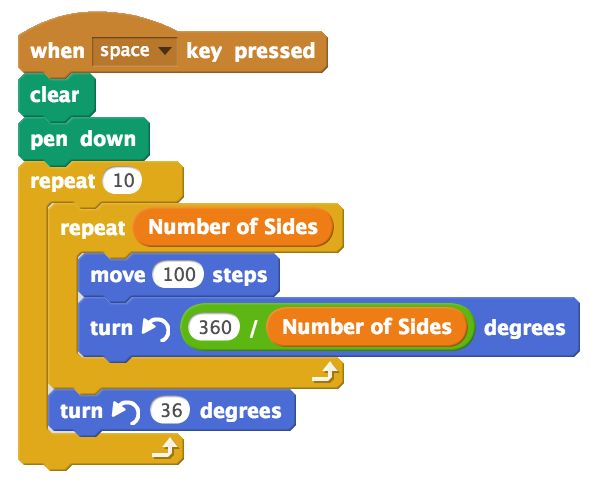 when space key pressed
clear
pen down
repeat 10
repeat Number of Sides
move 100 steps
turn 360 / Number of Sides degrees
turn 36 degrees